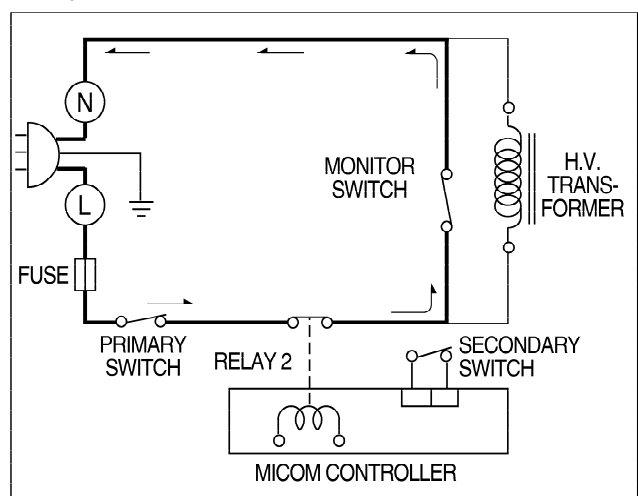 N
MONITOR
SWITCH
H.V.
TRANS-
FORMER
L
FUSE
PRIMARY
SWITCH
RELAY 2
SECONDARY
SWITCH
MICOM CONTROLLER